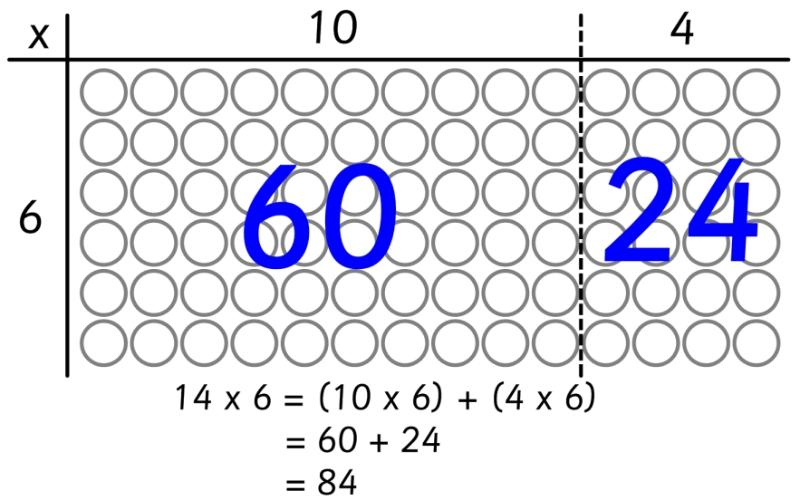 x 10 4
6 60 24
14 x 6 = (10 x 6) + (4 x 6)
= 60 + 24
= 84